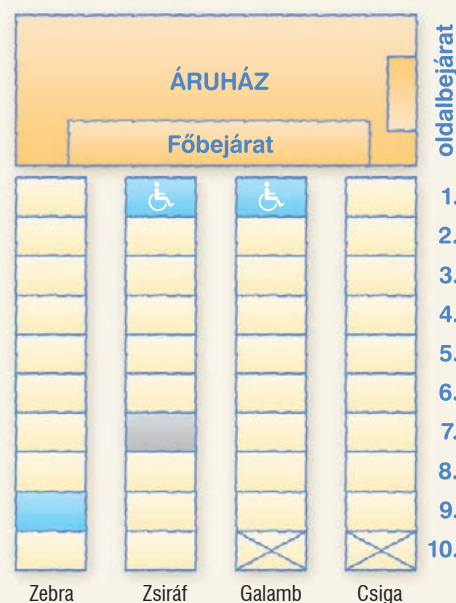 ÁRUHÁZ
Főbejárat
oldalbejárat
1.
2.
3.
4.
5.
6.
7.
8.
9.
10.
Zebra Zsiráf Galamb Csiga